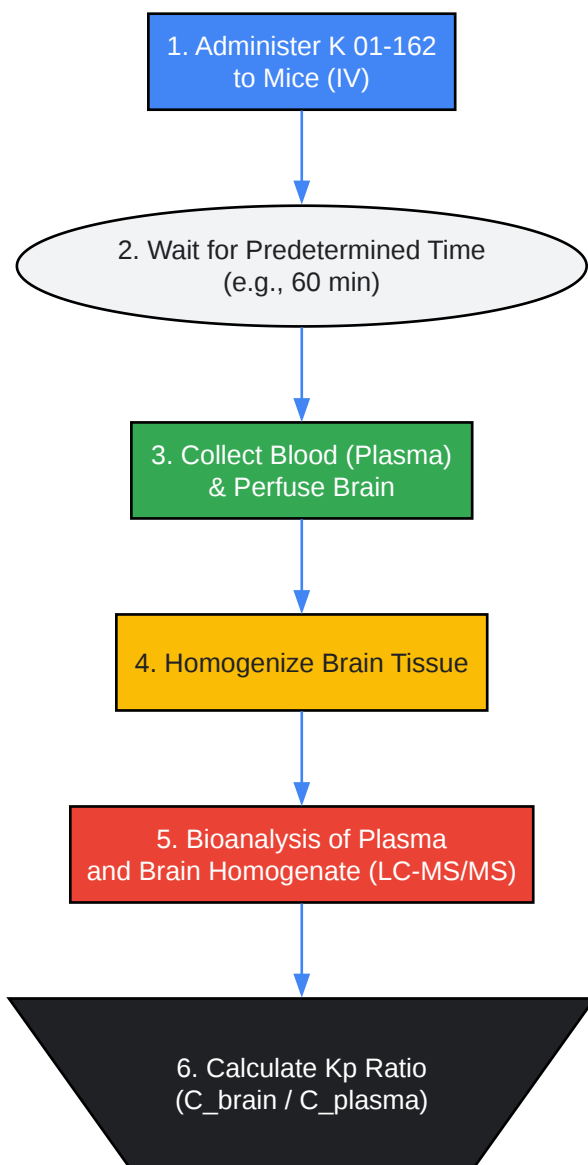 1. Administer K 01-162
to Mice (IV)
2. Wait for Predetermined Time
(e.g., 60 min)
3. Collect Blood (Plasma)
& Perfuse Brain
4. Homogenize Brain Tissue
5. Bioanalysis of Plasma
and Brain Homogenate (LC-MS/MS)
6. Calculate Kp Ratio
(C_brain / C_plasma)